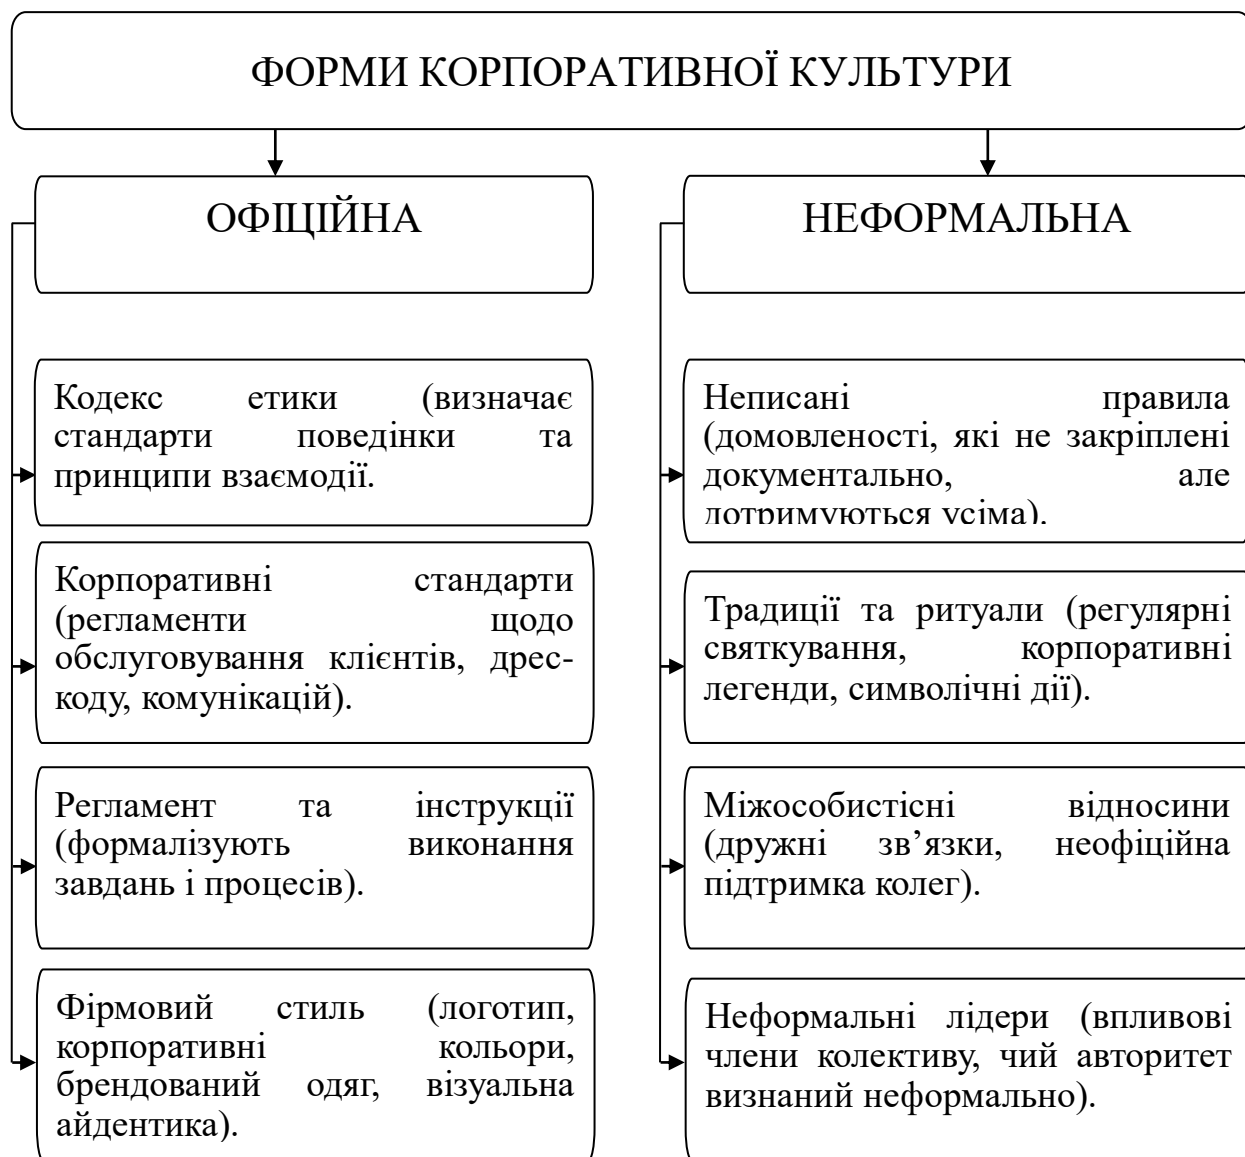 ФОРМИ КОРПОРАТИВНОЇ КУЛЬТУРИ
ОФІЦІЙНА
Кодекс етики (визначає
стандарти поведінки та
принципи взаємодії.
Корпоративні стандарти
(регламенти щодо
обслуговування клієнтів, дрес-
коду, комунікацій).
Регламент та інструкції
(формалізують виконання
завдань і процесів).
Фірмовий стиль (логотип,
корпоративні кольори,
брендований одяг, візуальна
айдентика).
НЕФОРМАЛЬНА
Неписані правила
(домовленості, які не закріплені
документально, але
дотримуються усіма).
Традиції та ритуали (регулярні
святкування, корпоративні
легенди, символічні дії).
Міжособистісні відносини
(дружні зв’язки, неофіційна
підтримка колег).
Неформальні лідери (впливові
члени колективу, чий авторитет
визнаний неформально).